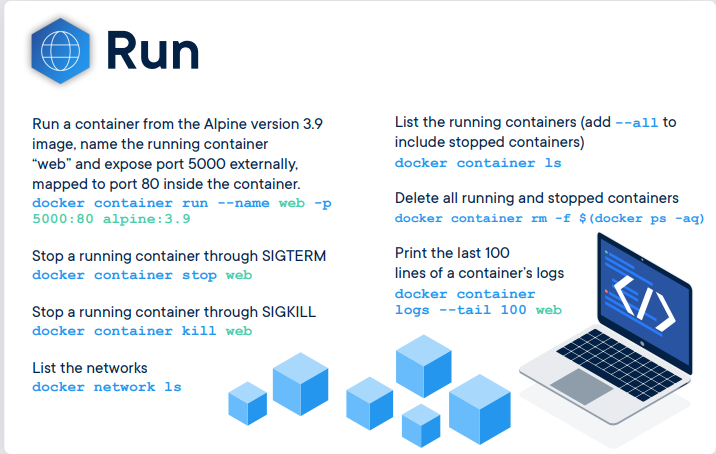 Run
Run a container from the Alpine version 3.9
image, name the running container
“web” and expose port 5000 externally,
mapped to port 80 inside the container.
docker container run --name web -p
5000:80 alpine:3.9
Stop a running container through SIGTERM
docker container stop web
Stop a running container through SIGKILL
docker container kill web
List the networks
docker network ls
List the running containers (add --all to
include stopped containers)
docker container ls
Delete all running and stopped containers
docker container rm -f $(docker ps -aq)
Print the last 100
lines of a container’s logs
docker container
logs --tail 100 web
<//>